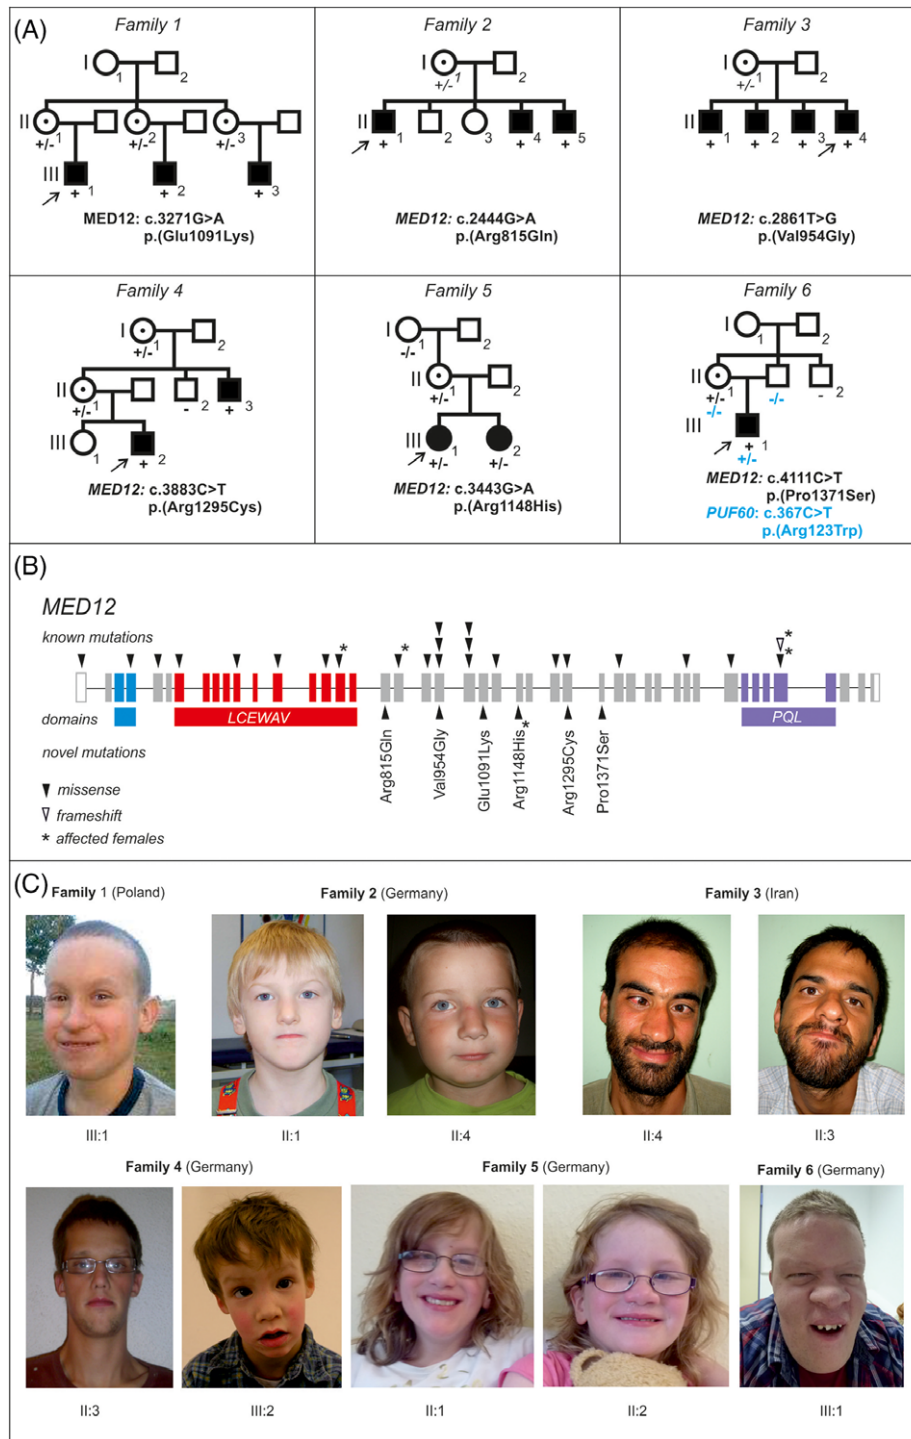 (A)
Family 1
Family 2
Family 3
I
1
2
II
+/-
1
+/-
2
+/-
3
III
+
1
+
2
+
3
MED12: c.3271G>A
p.(Glu1091Lys)
I
+/-
1
2
II
+
1
2
3
+
4
+
5
MED12: c.2444G>A
p.(Arg815Gln)
I
+/-
1
2
II
+
1
+
2
+
3
+
4
MED12: c.2861T>G
p.(Val954Gly)
Family 4
Family 5
Family 6
I
+/-
1
2
II
+/-
1
-
2
+
3
III
1
+
2
MED12: c.3883C>T
p.(Arg1295Cys)
I
-/-
1
2
II
+/-
1
2
III
+/-
1
+/-
2
MED12: c.3443G>A
p.(Arg1148His)
I
1
2
II
+/-
1
-/-
-/-
-
2
III
+
1
+/-
MED12: c.4111C>T
p.(Pro1371Ser)
PUF60: c.367C>T
p.(Arg123Trp)
(B)
MED12
known mutations
*
*
*
*
domains
LCEWAV
PQL
novel mutations
Arg815Gln
Val954Gly
Glu1091Lys
Arg1148His*
Arg1295Cys
Pro1371Ser
missense
frameshift
* affected females
(C)
Family 1 (Poland)
Family 2 (Germany)
Family 3 (Iran)
III:1
II:1
II:4
II:4
II:3
Family 4 (Germany)
Family 5 (Germany)
Family 6 (Germany)
II:3
III:2
II:1
II:2
III:1